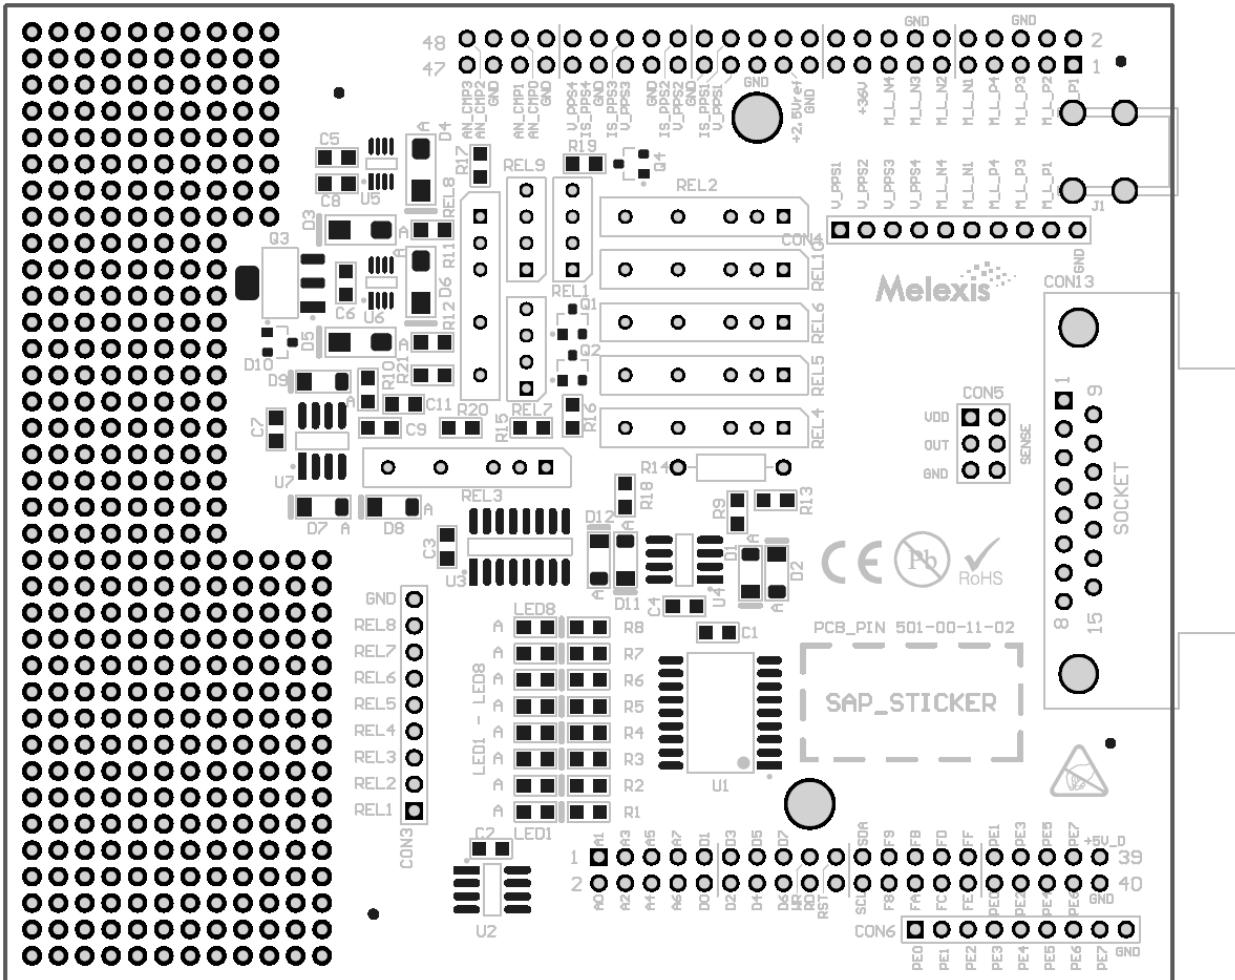 GND GND
48 2
47 1
AN_CMP3
AN_CMP2
GND
AN_CMP1
AN_CMP0
GND
V_PPS4
IS_PPS4
GND
IS_PPS3
V_PPS3
GND
IS_PPS2
V_PPS2
GND
IS_PPS1
V_PPS1
GND
+2.5Vref
GND
+36V
M_L_N4
M_L_N3
M_L_N2
M_L_N1
M_L_P4
M_L_P3
M_L_P2
_P1
C5 A D4 R17 R19 Q4
C8 U5 REL8 REL9 REL2
V_PPS1
V_PPS2
V_PPS3
V_PPS4
M_L_N4
M_L_N1
M_L_P4
M_L_P3
M_L_P1
J1
D3 A R11 CON4
Q3 A REL10 GND
Melexis
CON13
C6 U6 D6 R12 REL1 Q1 REL6
D10 D5 A Q2
D9 A R10 R21 REL5 1 9
CON5
C11 R20 REL7 R16
VDD
OUT
GND
SENSE
C7 C9 R15 REL4
U7 REL3 R14 R18
SOCKET
D7 A D8 A D12 A R9 R13
C3 U3 A D11 C4 U4 D1 A D2
CE Pb RoHS
8 15
GND
REL8
REL7
REL6
REL5
REL4
REL3
REL2
REL1
CON3
LED8
LED1 - LED8
A R8
A R7
A R6
A R5
A R4
A R3
A R2
A R1
LED1
C1
PCB_PIN 501-00-11-02
SAP_STICKER
U1
C2
U2
1 A1 A3 A5 A7 D1 D3 D5 D7 SDA F9 FB FD FF PE1 PE3 PE5 PE7 +5V_D 39
2 A0 A2 A4 A6 D0 D2 D4 D6 WR RD RST SCL F8 FA FC FE PE0 PE2 PE4 PE6 GND 40
CON6
PE0 PE1 PE2 PE3 PE4 PE5 PE6 PE7 GND